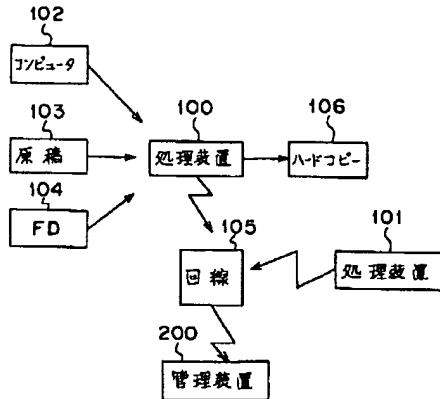 102
コンピュータ
103
原稿
104
FD
100
処理装置
106
ハードコピー
105
回線
101
処理装置
200
管理装置